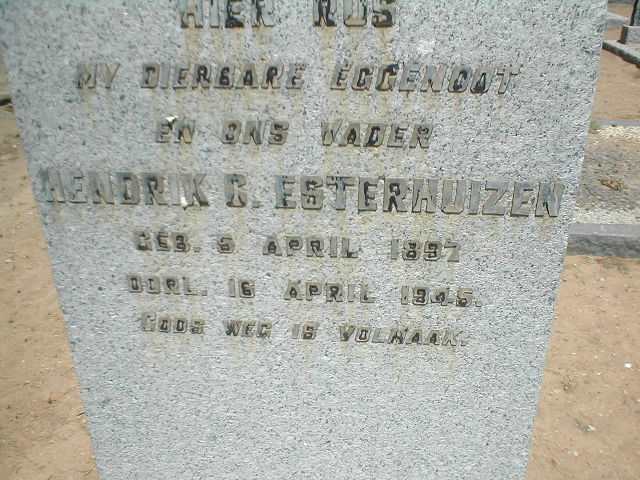 HIER RUS
MY DIERBARE EGGENOOT
EN ONS VADER
HENDRIK C. ESTERHUIZEN
GEB. 5 APRIL 1897
OORL. 16 APRIL 1945.
GODS WEG IS VOLMAAK.